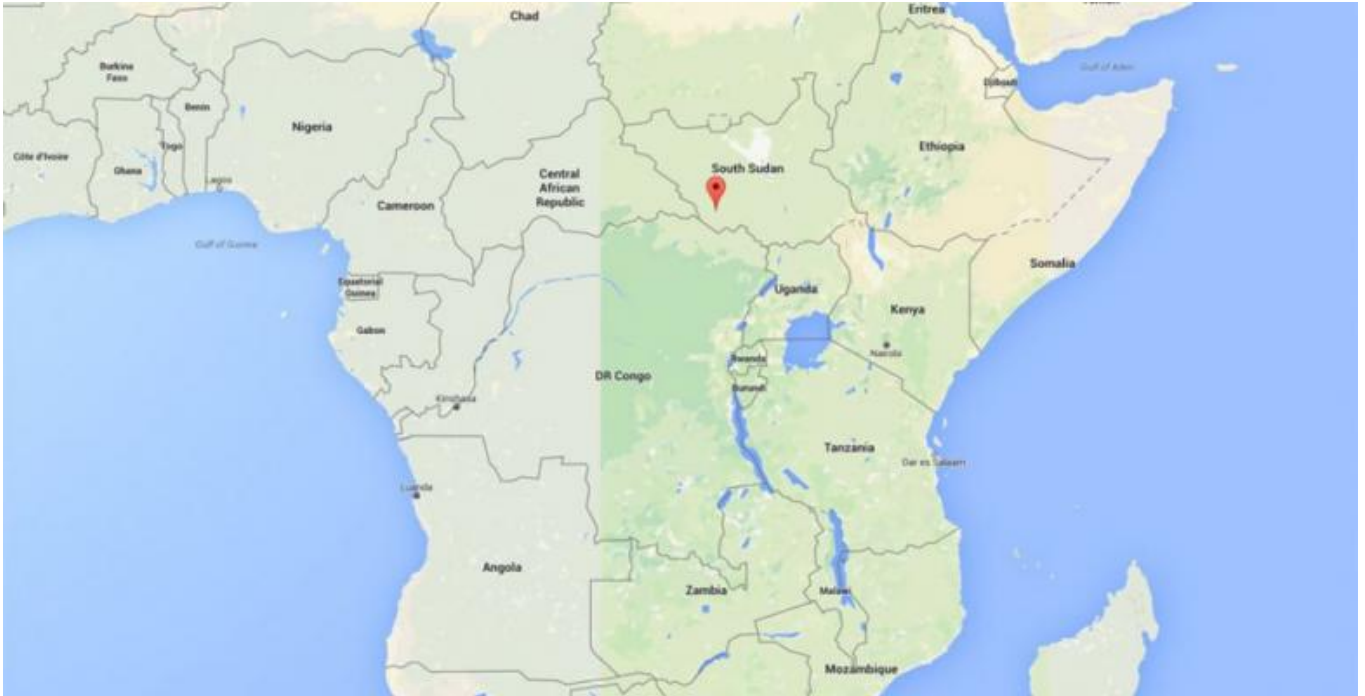 Chad
Eritrea
Burkina
Faso
Gulf of Aden
Djibouti
Benin
Nigeria
Togo
Ethiopia
Côte d'Ivoire
Ghana
South Sudan
Central
African
Republic
Lagos
Cameroon
Gulf of Guinea
Somalia
Equatorial
Guinea
Uganda
Kenya
Gabon
Nairobi
Rwanda
DR Congo
Burundi
Kinshasa
Tanzania
Dar es Salaam
Luanda
Angola
Zambia
Malawi
Mozambique